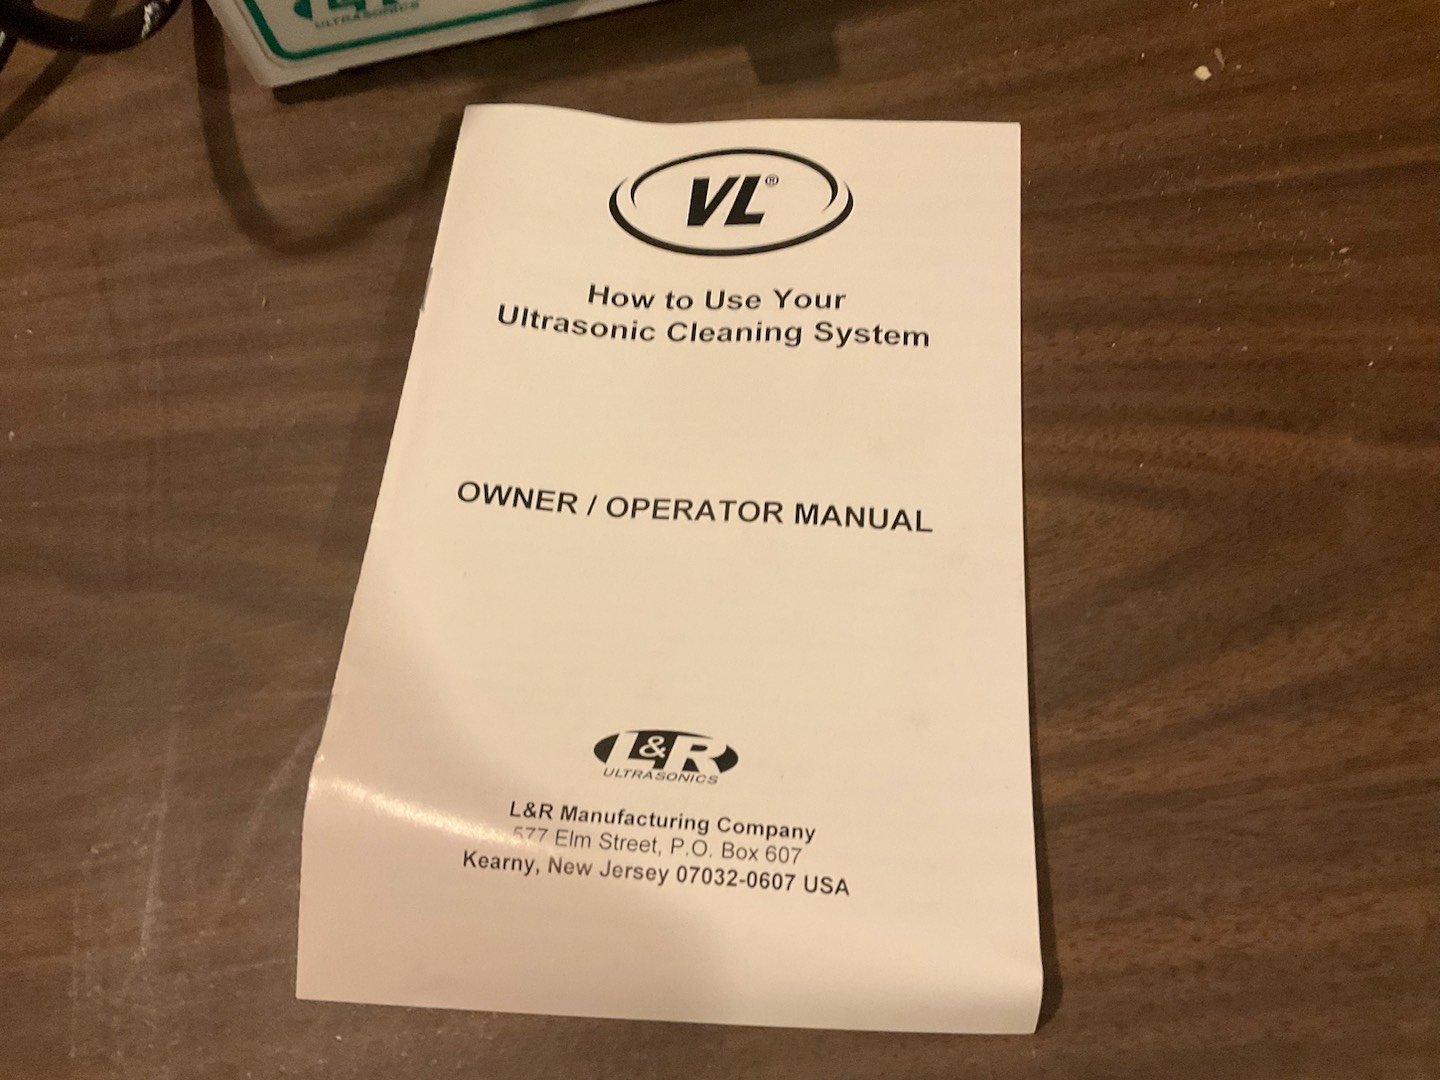 L&R
ULTRASONICS
VL®
How to Use Your
Ultrasonic Cleaning System
OWNER / OPERATOR MANUAL
L&R
ULTRASONICS
L&R Manufacturing Company
577 Elm Street, P.O. Box 607
Kearny, New Jersey 07032-0607 USA